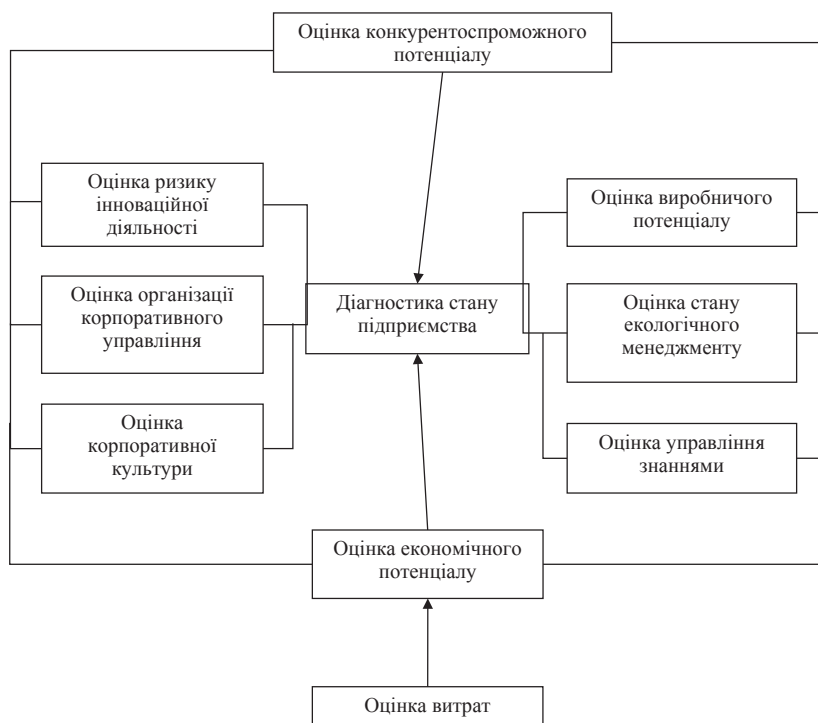 Оцінка конкурентоспроможного
потенціалу
Оцінка ризику
інноваційної
діяльності
Оцінка виробничого
потенціалу
Оцінка організації
корпоративного
управління
Діагностика стану
підприємства
Оцінка стану
екологічного
менеджменту
Оцінка
корпоративної
культури
Оцінка управління
знаннями
Оцінка економічного
потенціалу
Оцінка витрат